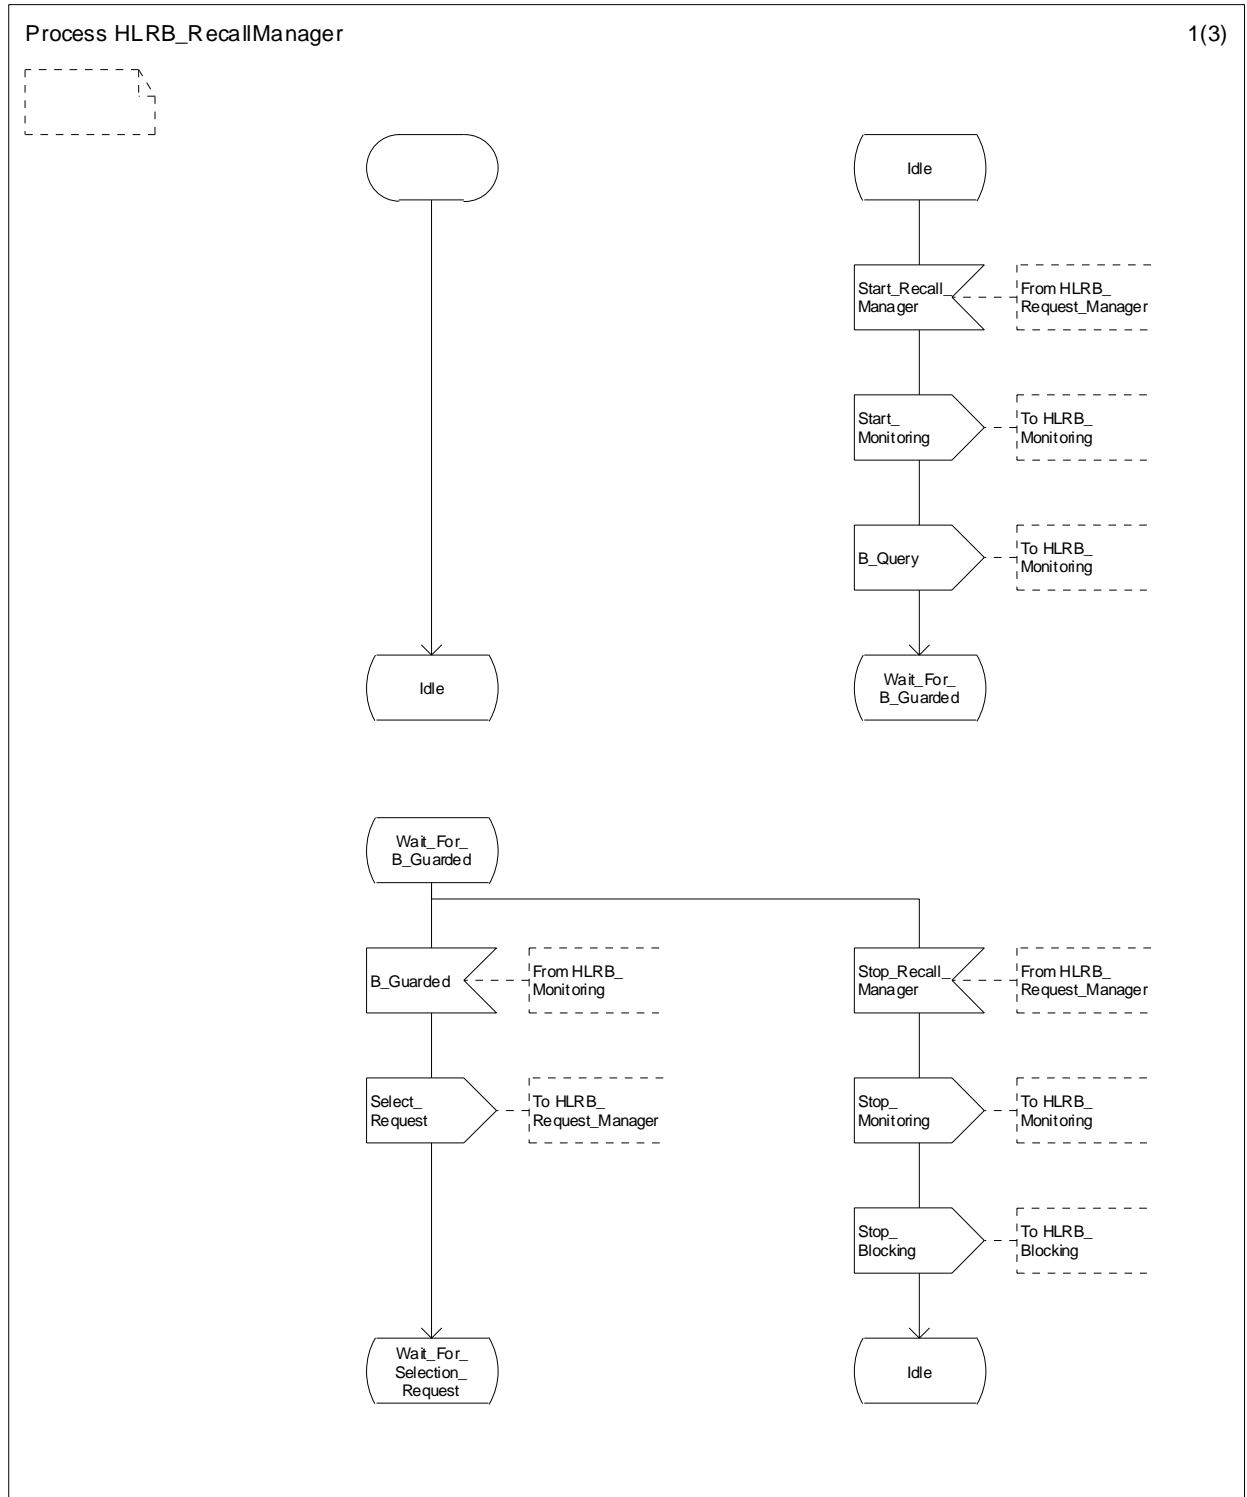 Process HLRB_RecallManager
1(3)
Idle
Start_Recall_
Manager
From HLRB_
Request_Manager
Start_
Monitoring
To HLRB_
Monitoring
B_Query
To HLRB_
Monitoring
Idle
Wait_For_
B_Guarded
Wait_For_
B_Guarded
B_Guarded
From HLRB_
Monitoring
Stop_Recall_
Manager
From HLRB_
Request_Manager
Select_
Request
To HLRB_
Request_Manager
Stop_
Monitoring
To HLRB_
Monitoring
Stop_
Blocking
To HLRB_
Blocking
Wait_For_
Selection_
Request
Idle